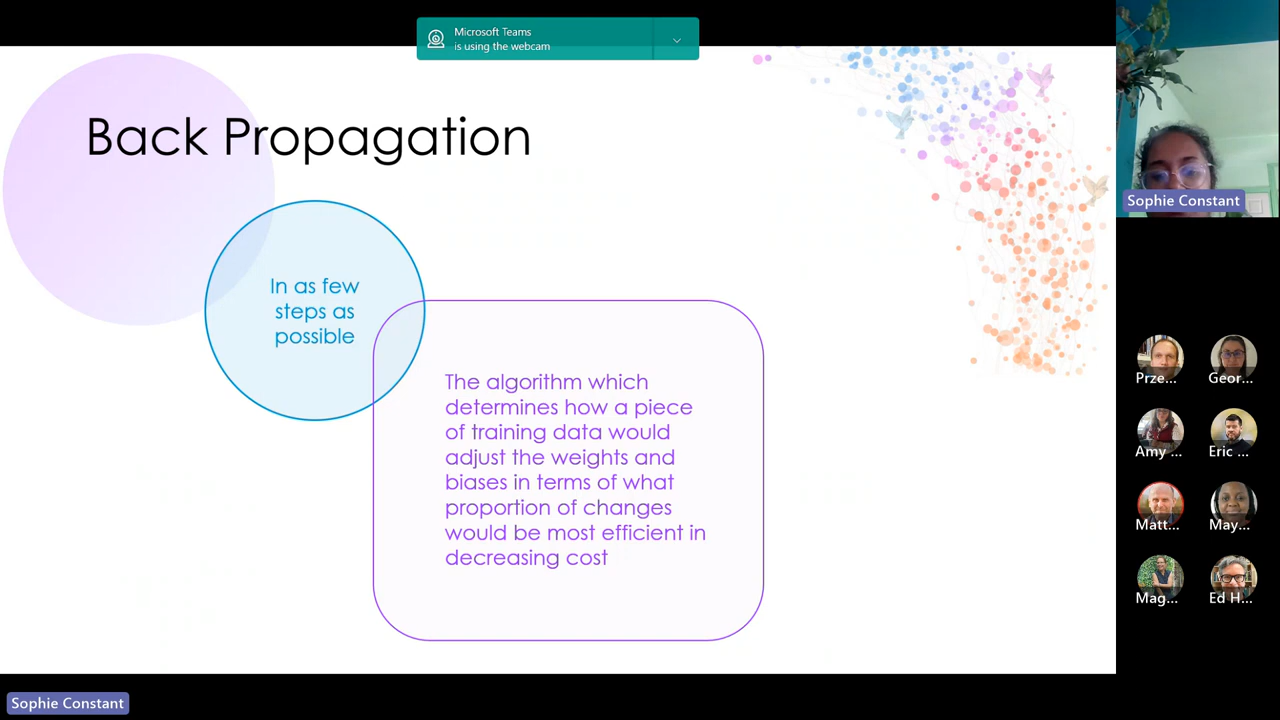 Microsoft Teams
is using the webcam
Back Propagation
In as few
steps as
possible
The algorithm which
determines how a piece
of training data would
adjust the weights and
biases in terms of what
proportion of changes
would be most efficient in
decreasing cost
Sophie Constant
Prze...
Geor...
Amy ...
Eric ...
Matt...
May...
Mag...
Ed H...
Sophie Constant